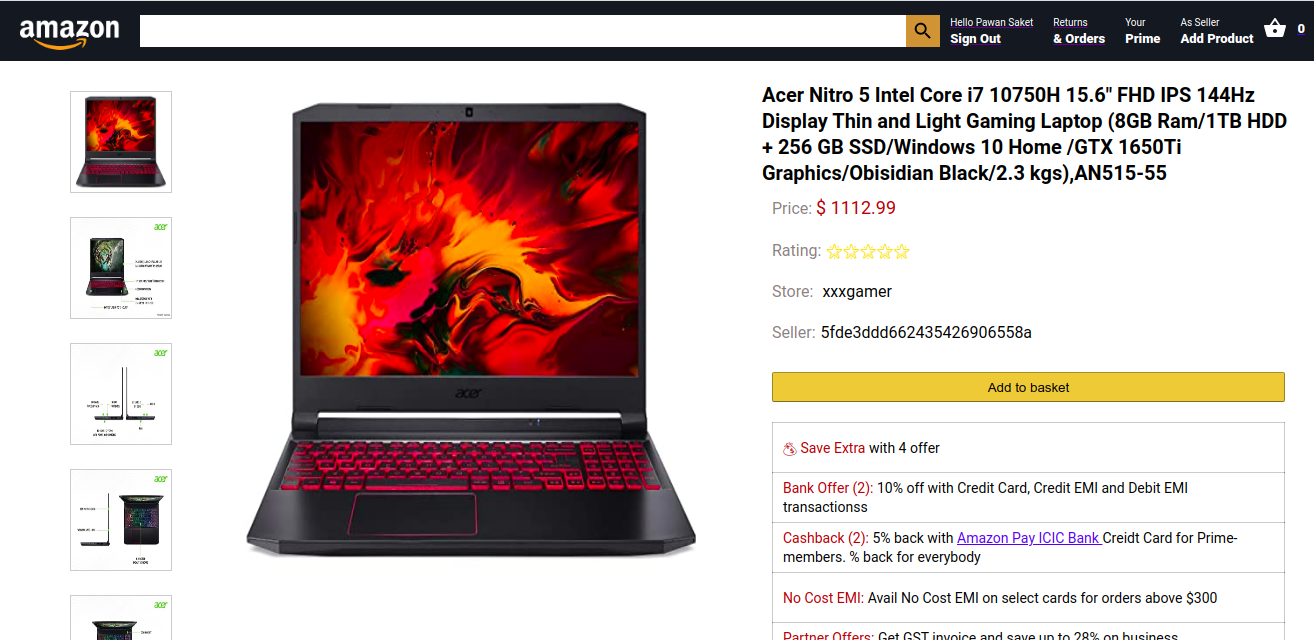 amazon
Hello Pawan Saket
Sign Out
Returns
& Orders
Your
Prime
As Seller
Add Product
0
Acer Nitro 5 Intel Core i7 10750H 15.6" FHD IPS 144Hz
Display Thin and Light Gaming Laptop (8GB Ram/1TB HDD
+ 256 GB SSD/Windows 10 Home /GTX 1650Ti
Graphics/Obisidian Black/2.3 kgs),AN515-55
Price: $ 1112.99
Rating:
Store: xxxgamer
Seller: 5fde3ddd662435426906558a
Add to basket
Save Extra with 4 offer
Bank Offer (2): 10% off with Credit Card, Credit EMI and Debit EMI
transactionss
Cashback (2): 5% back with Amazon Pay ICIC Bank Creidt Card for Prime-
members. % back for everybody
No Cost EMI: Avail No Cost EMI on select cards for orders above $300
Partner Offers: Get GST invoice and save up to 28% on business
acer
acer
acer
acer
acer